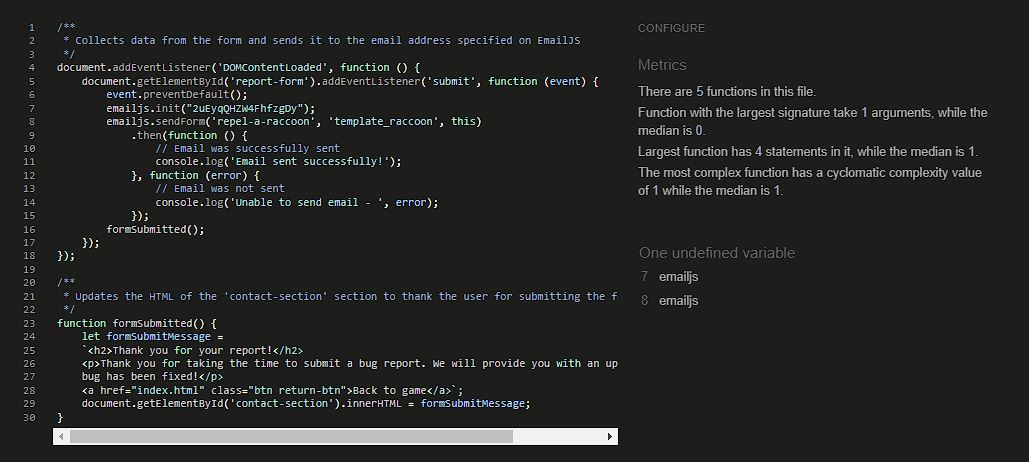 1 /**
2  * Collects data from the form and sends it to the email address specified on EmailJS
3  */
4 document.addEventListener('DOMContentLoaded', function () {
5     document.getElementById('report-form').addEventListener('submit', function (event) {
6         event.preventDefault();
7         emailjs.init("2uEyqQHZW4FhfzgDy");
8         emailjs.sendForm('repel-a-raccoon', 'template_raccoon', this)
9             .then(function () {
10                 // Email was successfully sent
11                 console.log('Email sent successfully!');
12             }, function (error) {
13                 // Email was not sent
14                 console.log('Unable to send email - ', error);
15             });
16         formSubmitted();
17     });
18 });
19
20 /**
21  * Updates the HTML of the 'contact-section' section to thank the user for submitting the f
22  */
23 function formSubmitted() {
24     let formSubmitMessage =
25     `<h2>Thank you for your report!</h2>
26     <p>Thank you for taking the time to submit a bug report. We will provide you with an up
27     bug has been fixed!</p>
28     <a href="index.html" class="btn return-btn">Back to game</a>`;
29     document.getElementById('contact-section').innerHTML = formSubmitMessage;
30 }
CONFIGURE
Metrics
There are 5 functions in this file.
Function with the largest signature take 1 arguments, while the
median is 0.
Largest function has 4 statements in it, while the median is 1.
The most complex function has a cyclomatic complexity value
of 1 while the median is 1.
One undefined variable
7 emailjs
8 emailjs